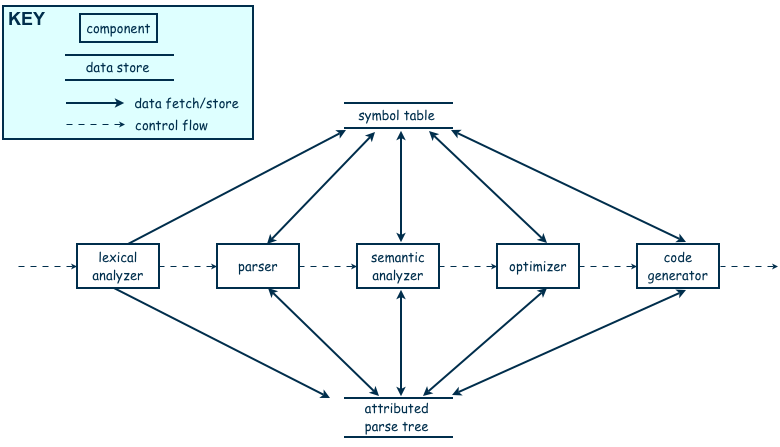 KEY
component
data store
data fetch/store
control flow
symbol table
lexical
analyzer
parser
semantic
analyzer
optimizer
code
generator
attributed
parse tree